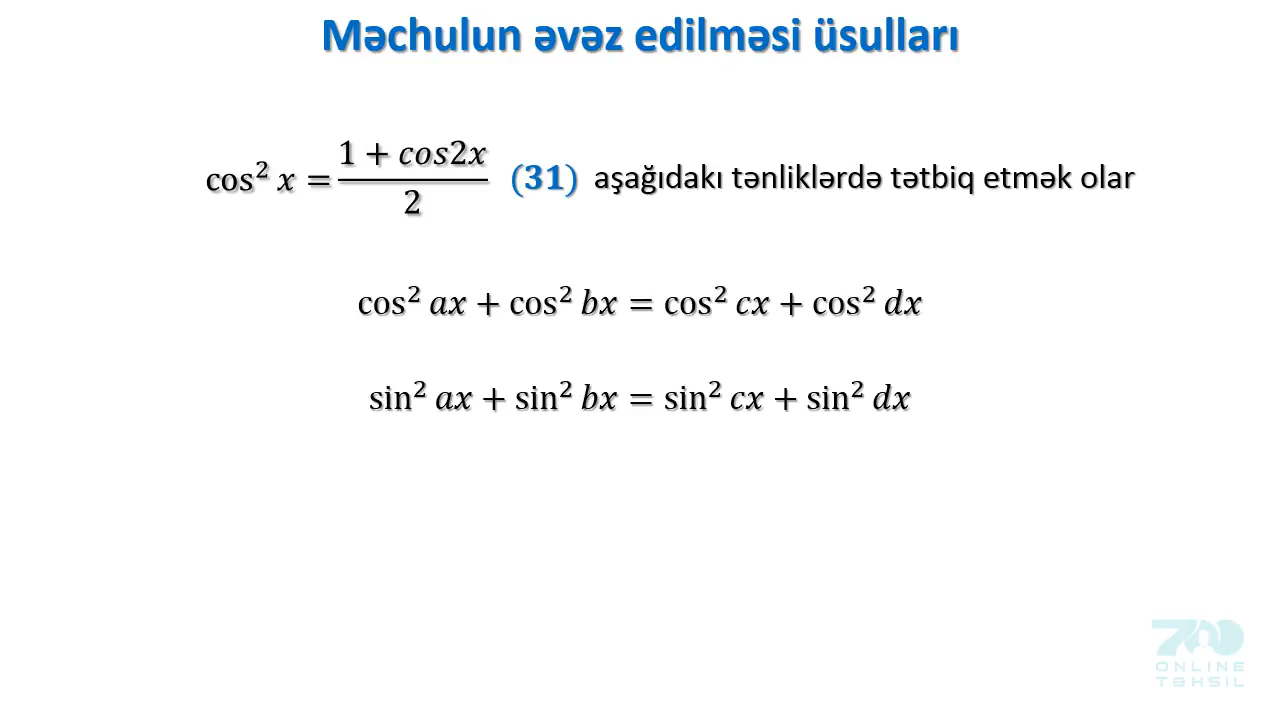 Məchulun əvəz edilməsi üsulları
cos² x = (1 + cos2x)/2 (31) aşağıdakı tənliklərdə tətbiq etmək olar
cos² ax + cos² bx = cos² cx + cos² dx
sin² ax + sin² bx = sin² cx + sin² dx
700
ONLINE
TƏHSİL